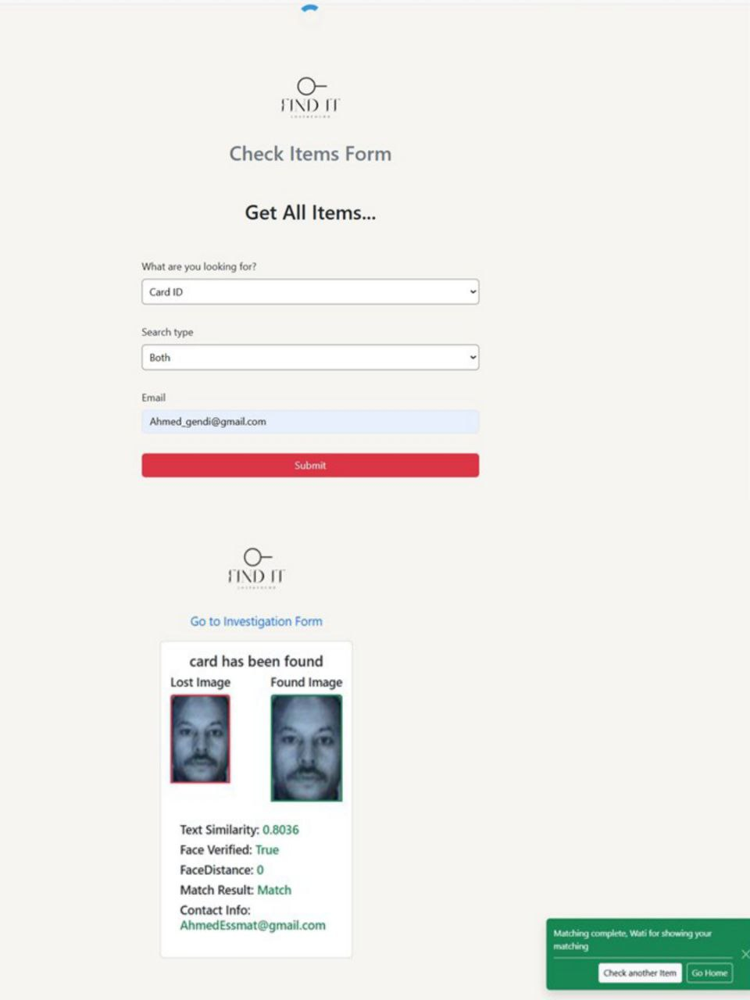 FIND IT
Check Items Form
Get All Items...
What are you looking for?
Card ID
Search type
Both
Email
Ahmed_gendi@gmail.com
Submit
FIND IT
Go to Investigation Form
card has been found
Lost Image Found Image
Text Similarity: 0.8036
Face Verified: True
FaceDistance: 0
Match Result: Match
Contact Info:
AhmedEssmat@gmail.com
Matching complete, Wati for showing your
matching
Check another Item Go Home